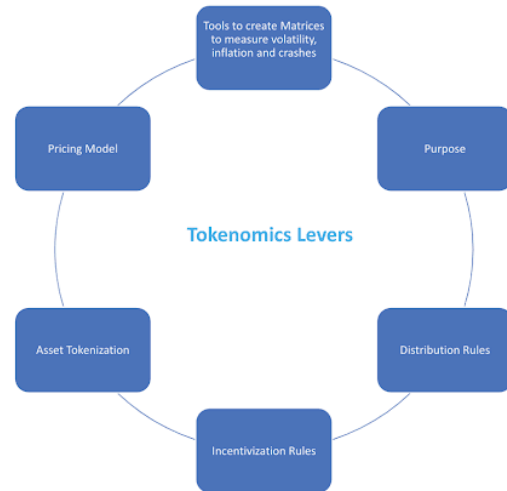 Tools to create Matrices
to measure volatility,
inflation and crashes
Pricing Model
Purpose
Tokenomics Levers
Asset Tokenization
Distribution Rules
Incentivization Rules